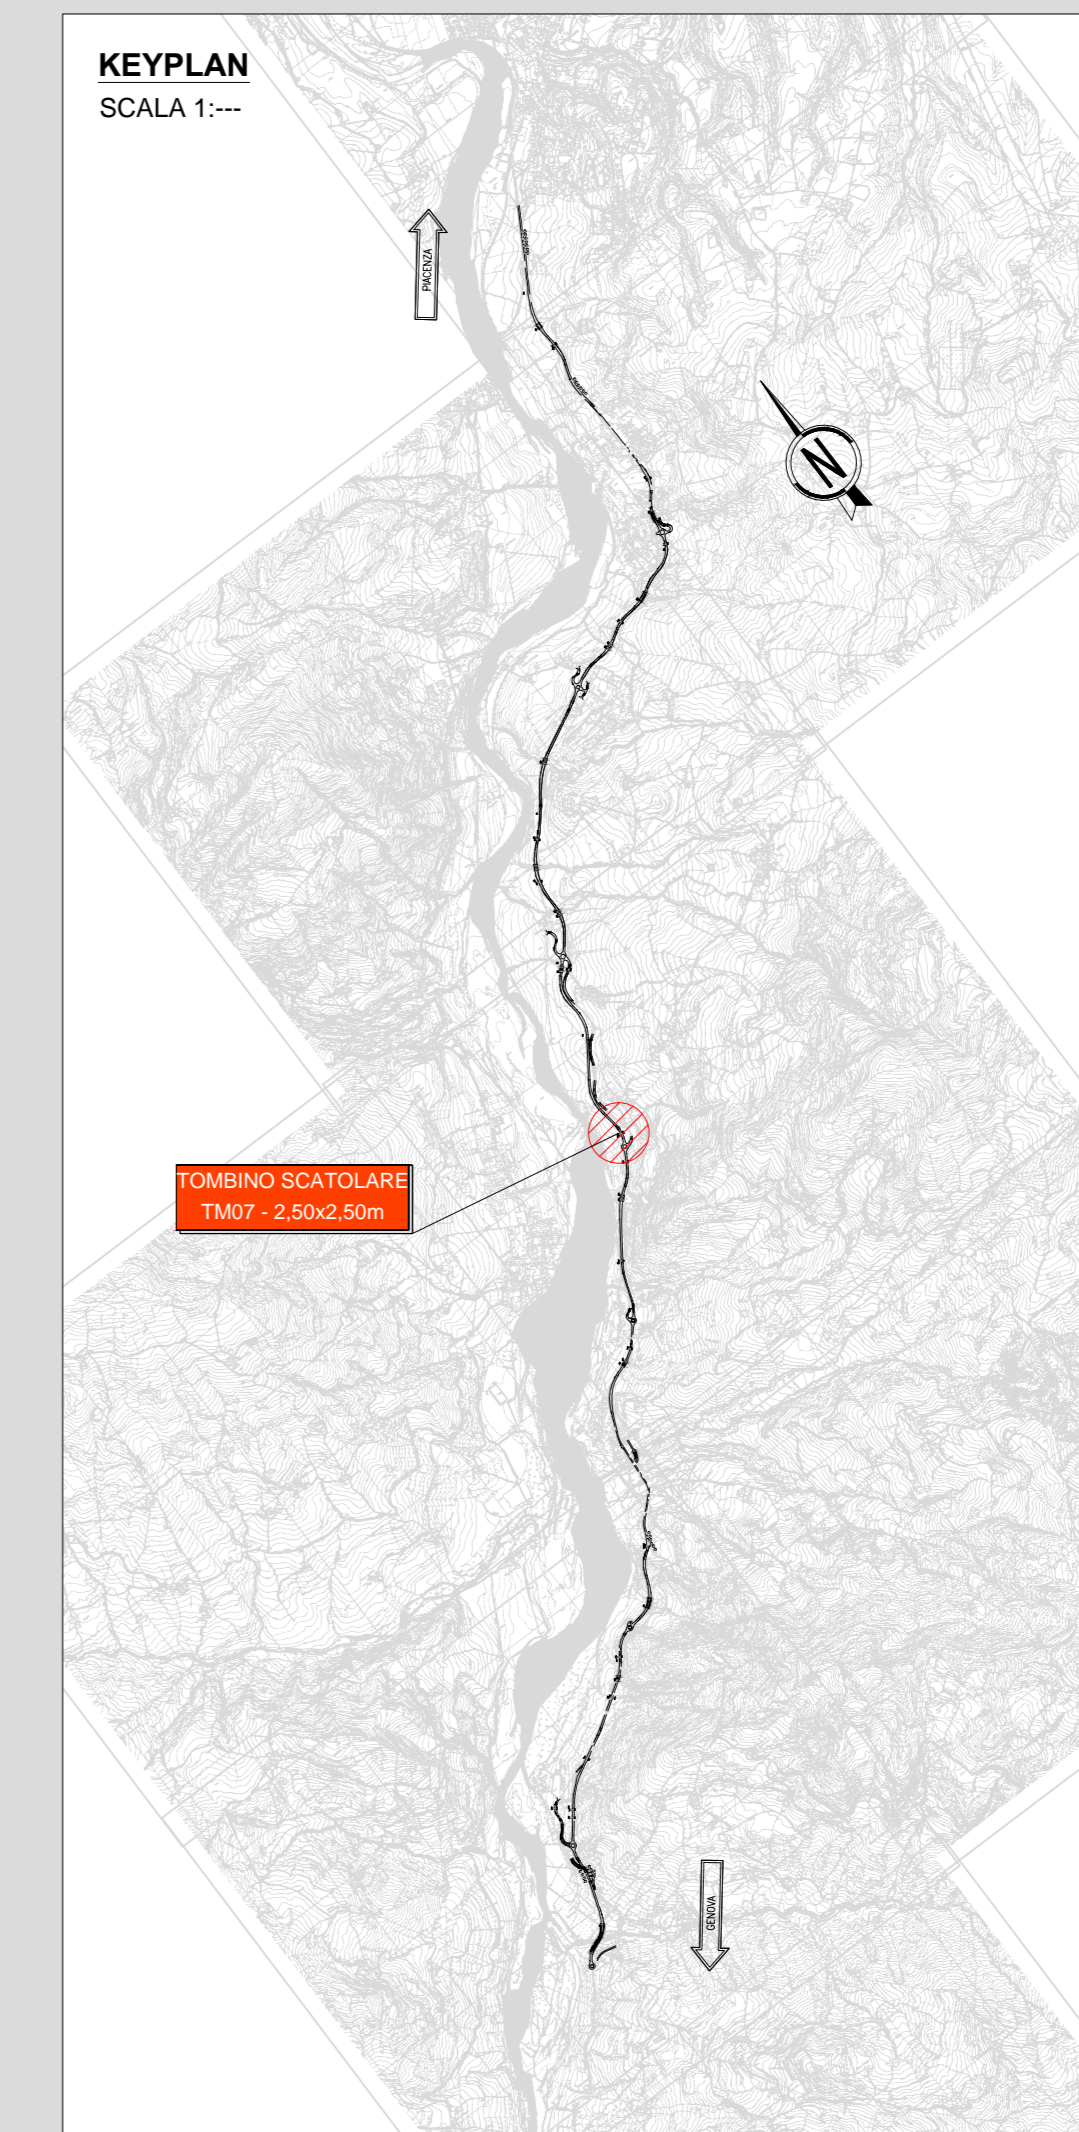 KEYPLAN
SCALA 1:---
PIACENZA
N
TOMBINO SCATOLARE
TM07 - 2,50x2,50m
GENOVA